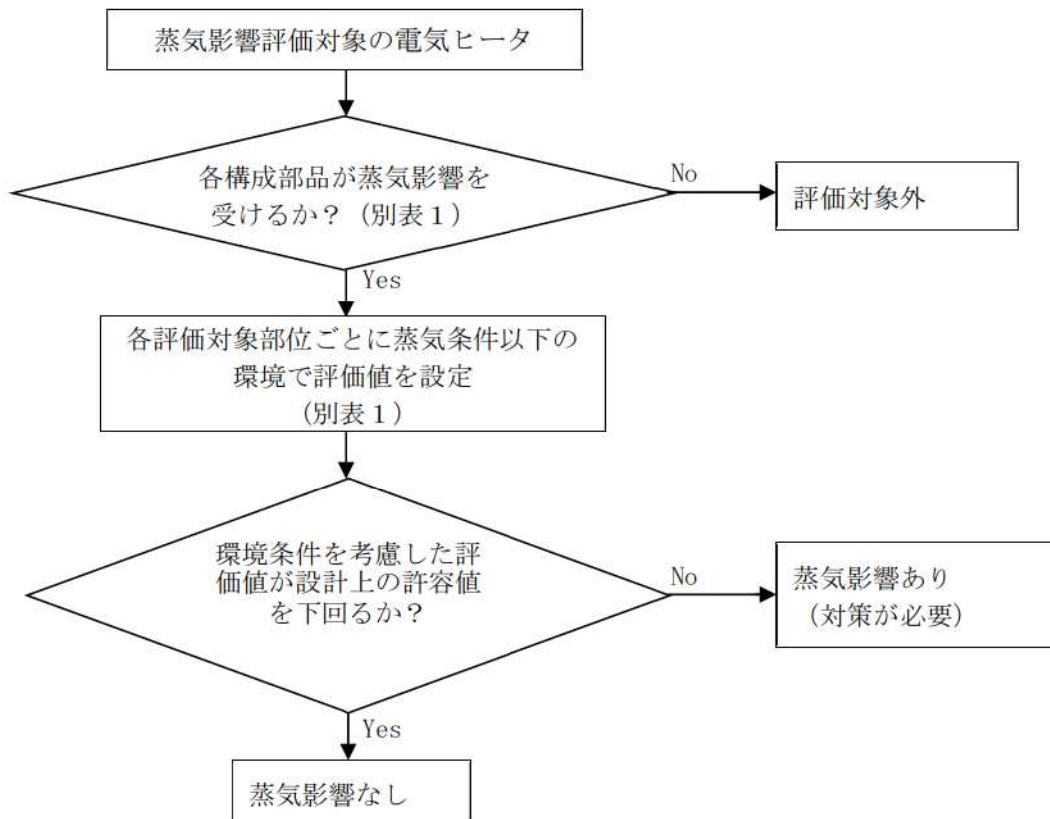 蒸気影響評価対象の電気ヒータ
各構成部品が蒸気影響を
受けるか？（別表１）
No
評価対象外
Yes
各評価対象部位ごとに蒸気条件以下の
環境で評価値を設定
（別表１）
環境条件を考慮した評
価値が設計上の許容値
を下回るか？
No
蒸気影響あり
（対策が必要）
Yes
蒸気影響なし